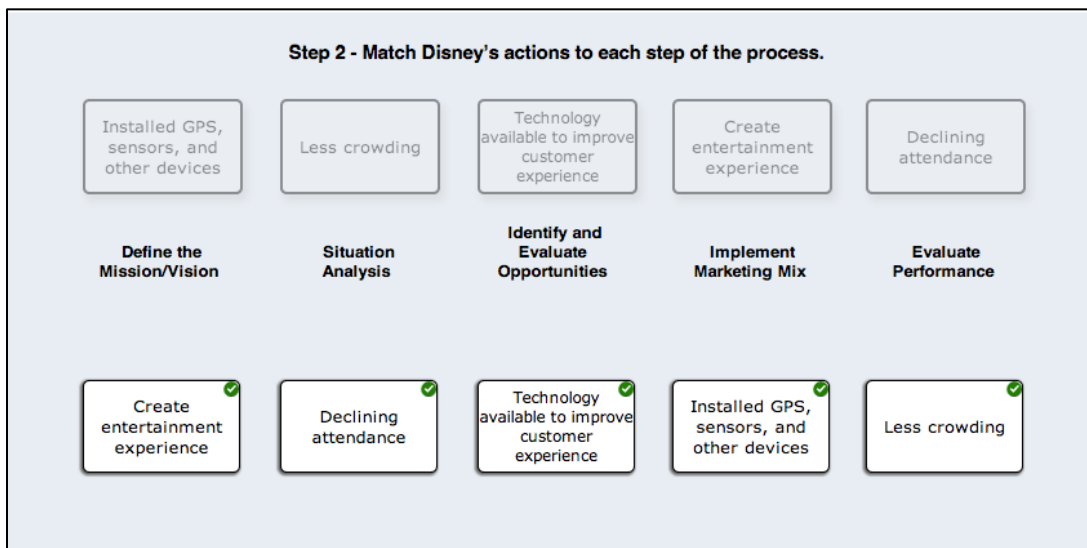 Step 2 - Match Disney's actions to each step of the process.
Installed GPS,
sensors, and
other devices
Less crowding
Technology
available to improve
customer
experience
Create
entertainment
experience
Declining
attendance
Define the
Mission/Vision
Situation
Analysis
Identify and
Evaluate
Opportunities
Implement
Marketing Mix
Evaluate
Performance
Create
entertainment
experience
Declining
attendance
Technology
available to improve
customer
experience
Installed GPS,
sensors, and
other devices
Less crowding